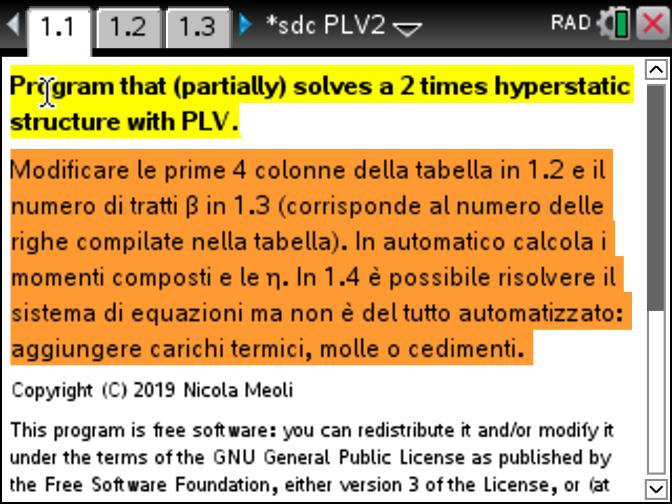 1.1 1.2 1.3 *sdc PLV2 RAD
Program that (partially) solves a 2 times hyperstatic
structure with PLV.
Modificare le prime 4 colonne della tabella in 1.2 e il
numero di tratti β in 1.3 (corrisponde al numero delle
righe compilate nella tabella). In automatico calcola i
momenti composti e le η. In 1.4 è possibile risolvere il
sistema di equazioni ma non è del tutto automatizzato:
aggiungere carichi termici, molle o cedimenti.
Copyright (C) 2019 Nicola Meoli
This program is free software: you can redistribute it and/or modify it
under the terms of the GNU General Public License as published by
the Free Software Foundation, either version 3 of the License, or (at